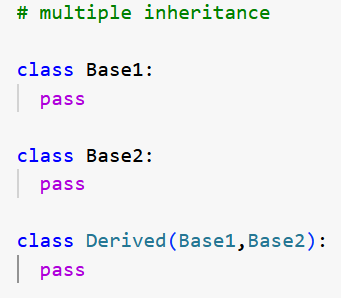 # multiple inheritance
class Base1:
pass
class Base2:
pass
class Derived(Base1,Base2):
pass